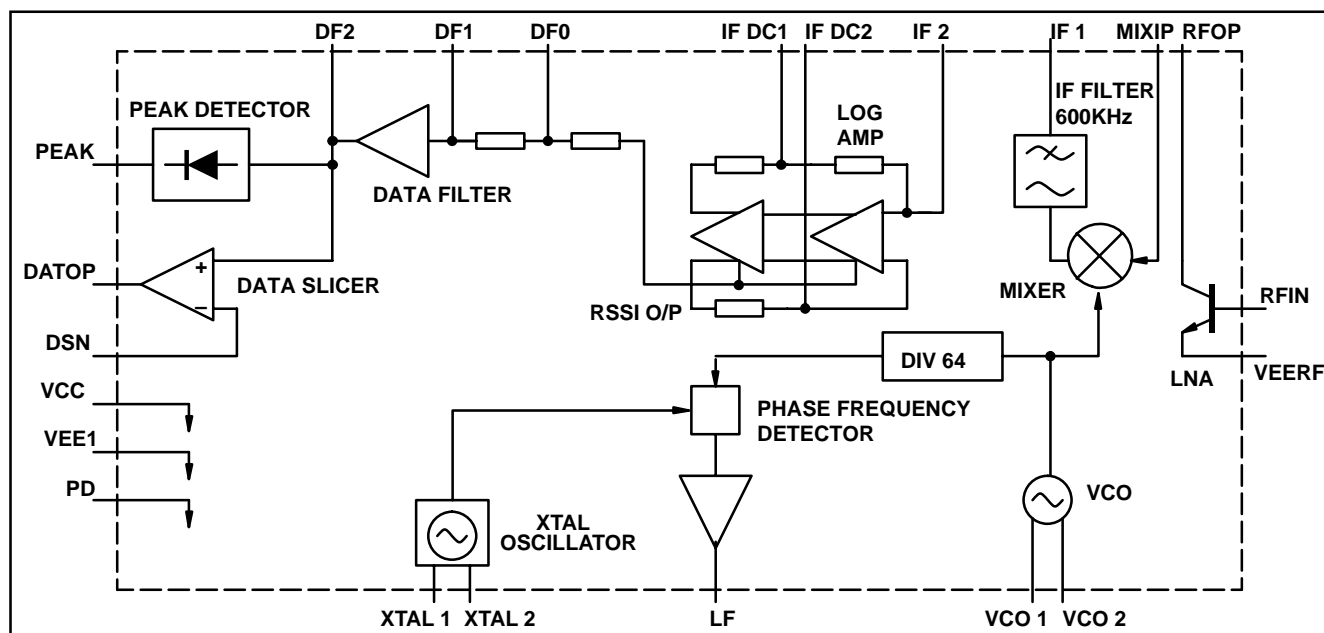 DF2 DF1 DF0 IF DC1 IF DC2 IF 2 IF 1 MIXIP RFOP
PEAK DETECTOR
PEAK
DATA FILTER
LOG
AMP
IF FILTER
600KHz
DATOP
+
−
DATA SLICER
DSN
RSSI O/P
MIXER
RFIN
VEERF
LNA
DIV 64
VCC
VEE1
PD
PHASE FREQUENCY
DETECTOR
XTAL
OSCILLATOR
VCO
XTAL 1 XTAL 2 LF VCO 1 VCO 2